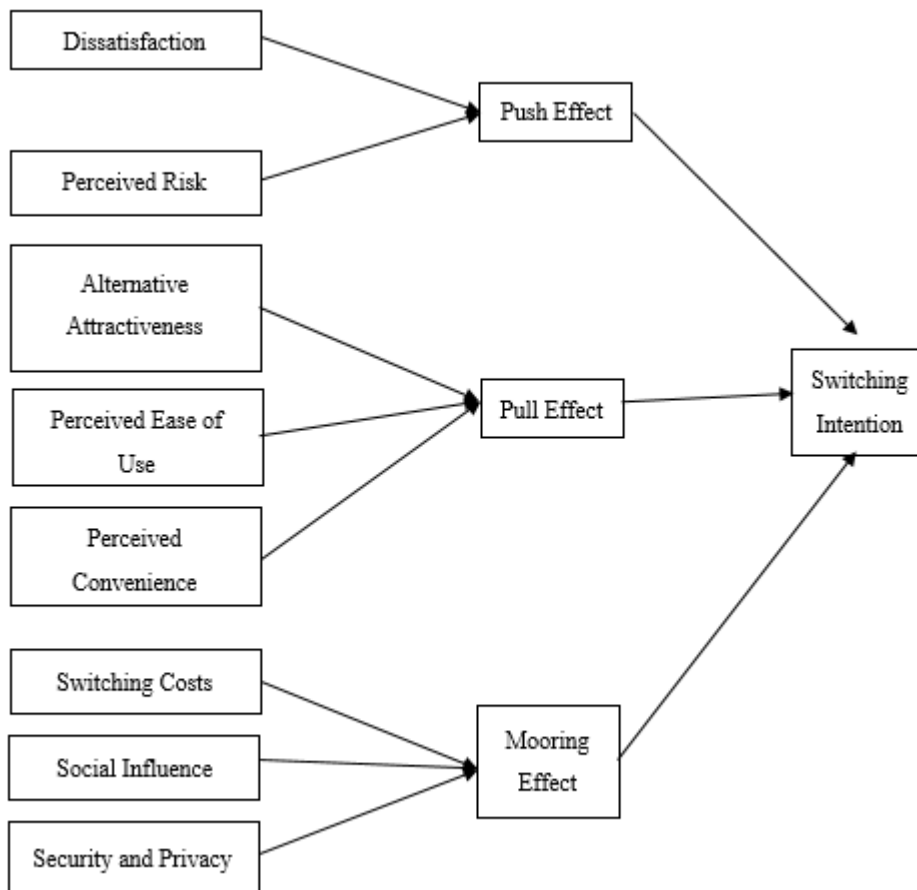 Dissatisfaction
Push Effect
Perceived Risk
Alternative
Attractiveness
Switching
Intention
Pull Effect
Perceived Ease of
Use
Perceived
Convenience
Switching Costs
Mooring
Effect
Social Influence
Security and Privacy